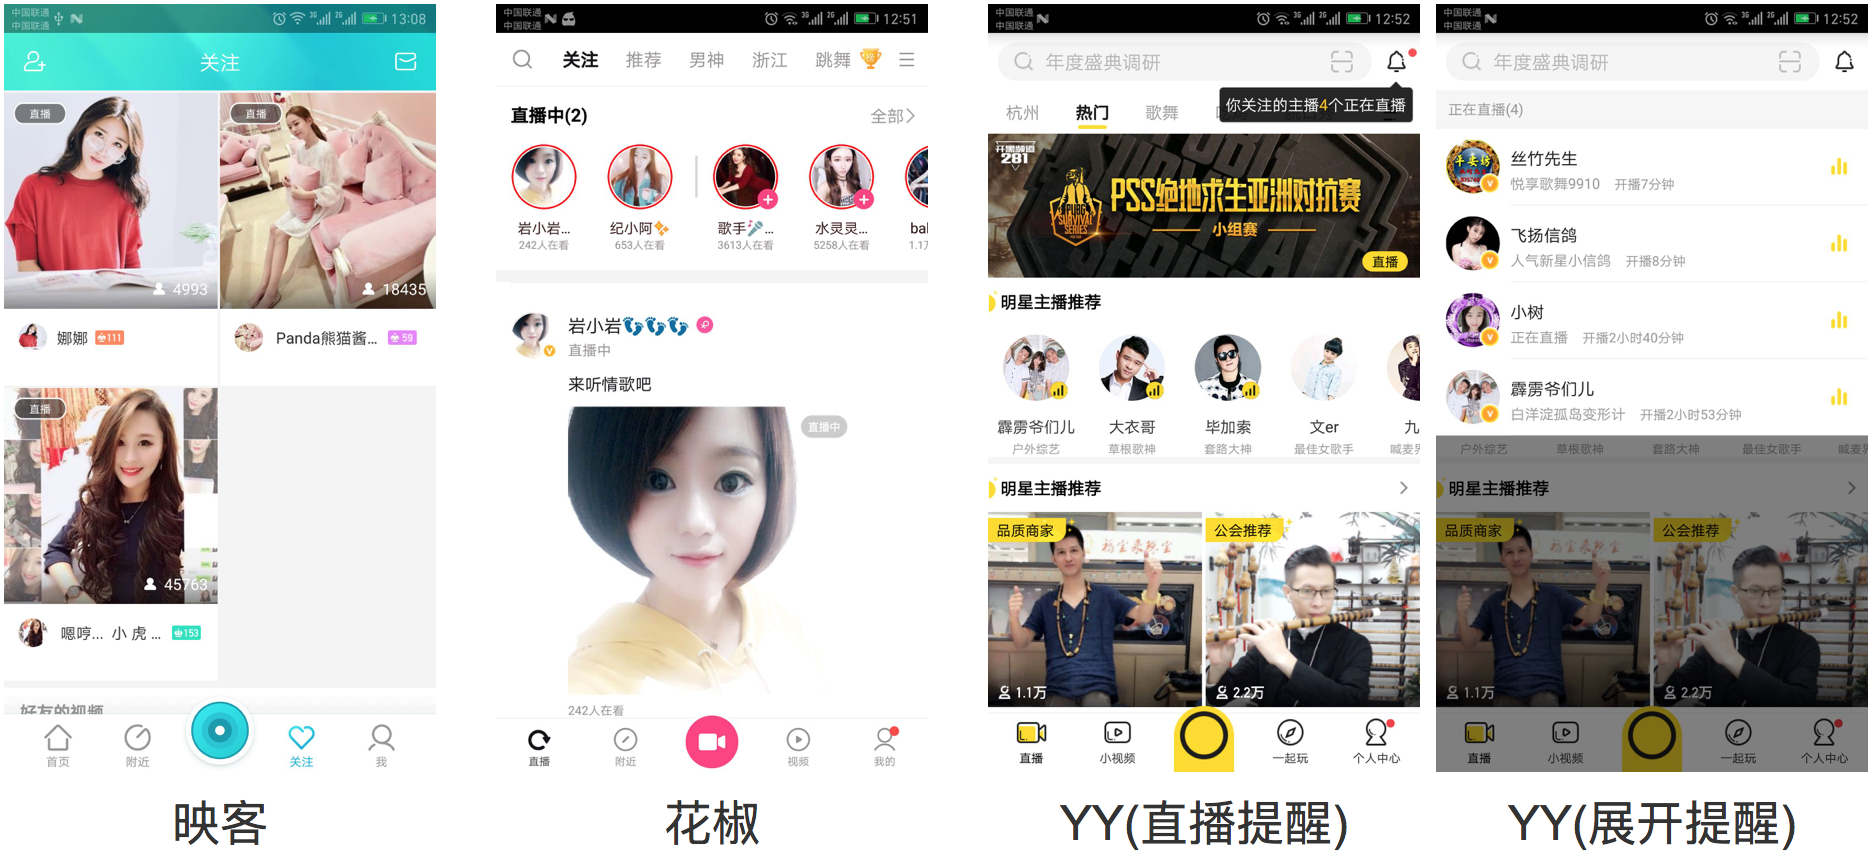 中国联通
中国联通
13:08
关注
直播
4993
直播
18435
娜娜 111
Panda熊猫酱... 59
直播
45763
嗯哼... 小 虎 ... 153
好友的视频
首页
附近
关注
我
映客
中国联通
中国联通
12:51
关注 推荐 男神 浙江 跳舞
直播中(2)
全部
岩小岩...
242人在看
纪小阿✨
653人在看
歌手🎤...
3613人在看
水灵灵...
5258人在看
bal
1.1万
岩小岩👣👣👣
直播中
来听情歌吧
直播中
242人在看
直播
附近
视频
我的
花椒
中国联通
中国联通
12:52
年度盛典调研
杭州 热门 歌舞
你关注的主播4个正在直播
开黑频道
281
PSS绝地求生亚洲对抗赛
小组赛
PUBG
SURVIVAL
SERIES
直播
明星主播推荐
霹雳爷们儿
户外综艺
大衣哥
草根歌神
毕加索
套路大神
文er
最佳女歌手
九
喊麦界
明星主播推荐
品质商家
1.1万
公会推荐
2.2万
直播
小视频
一起玩
个人中心
YY(直播提醒)
中国联通
中国联通
12:52
年度盛典调研
正在直播(4)
丝竹先生
悦享歌舞9910 开播7分钟
飞扬信鸽
人气新星小信鸽 开播8分钟
小树
正在直播 开播2小时40分钟
霹雳爷们儿
白洋淀孤岛变形计 开播2小时53分钟
户外综艺
草根歌神
套路大神
最佳女歌手
喊麦
明星主播推荐
品质商家
1.1万
公会推荐
2.2万
直播
小视频
一起玩
个人中心
YY(展开提醒)